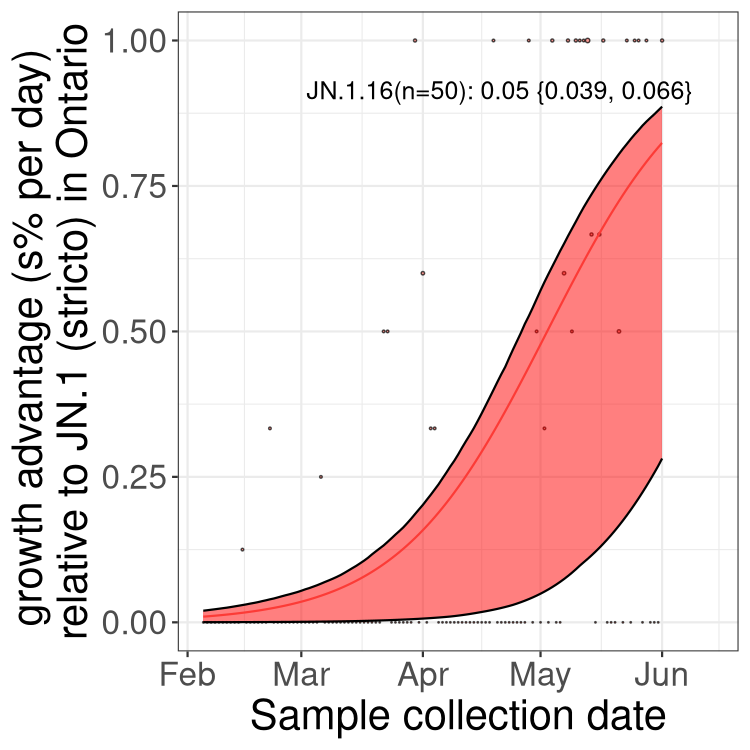 growth advantage (s% per day)
relative to JN.1 (stricto) in Ontario
1.00
0.75
0.50
0.25
0.00
JN.1.16(n=50): 0.05 {0.039, 0.066}
Feb Mar Apr May Jun
Sample collection date